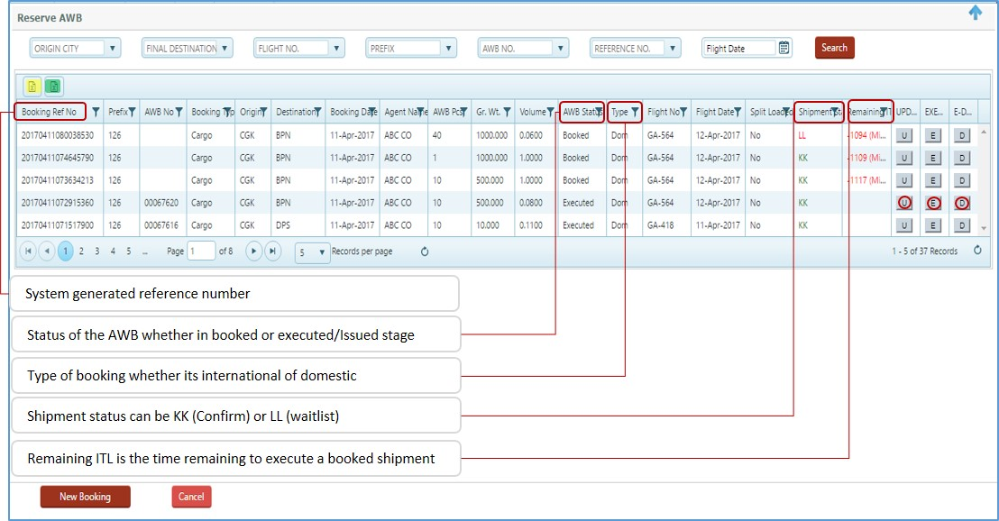 Reserve AWB
ORIGIN CITY FINAL DESTINATION FLIGHT NO. PREFIX AWB NO. REFERENCE NO. Flight Date Search
Booking Ref No Prefix AWB No Booking Typ Origin Destination Booking Date Agent Name AWB Pcs Gr. Wt. Volume AWB Status Type Flight No Flight Date Split Loaded Shipment Sta Remaining IT UPD... EXE... E-D...
20170411080038530 126 Cargo CGK BPN 11-Apr-2017 ABC CO 40 1000.000 0.0600 Booked Dom GA-564 12-Apr-2017 No LL -1094 (Mi... U E D
20170411074645790 126 Cargo CGK BPN 11-Apr-2017 ABC CO 1 1000.000 1.0000 Booked Dom GA-564 12-Apr-2017 No KK -1109 (Mi... U E D
20170411073634213 126 Cargo CGK BPN 11-Apr-2017 ABC CO 10 500.000 1.0000 Booked Dom GA-564 12-Apr-2017 No KK -1117 (Mi... U E D
20170411072915360 126 00067620 Cargo CGK BPN 11-Apr-2017 ABC CO 10 500.000 0.0800 Executed Dom GA-564 12-Apr-2017 No KK U E D
20170411071517900 126 00067616 Cargo CGK DPS 11-Apr-2017 ABC CO 10 10.000 0.1100 Executed Dom GA-418 11-Apr-2017 No KK U E D
1 2 3 4 5 ... Page 1 of 8 5 Records per page 1 - 5 of 37 Records
System generated reference number
Status of the AWB whether in booked or executed/Issued stage
Type of booking whether its international of domestic
Shipment status can be KK (Confirm) or LL (waitlist)
Remaining ITL is the time remaining to execute a booked shipment
New Booking Cancel